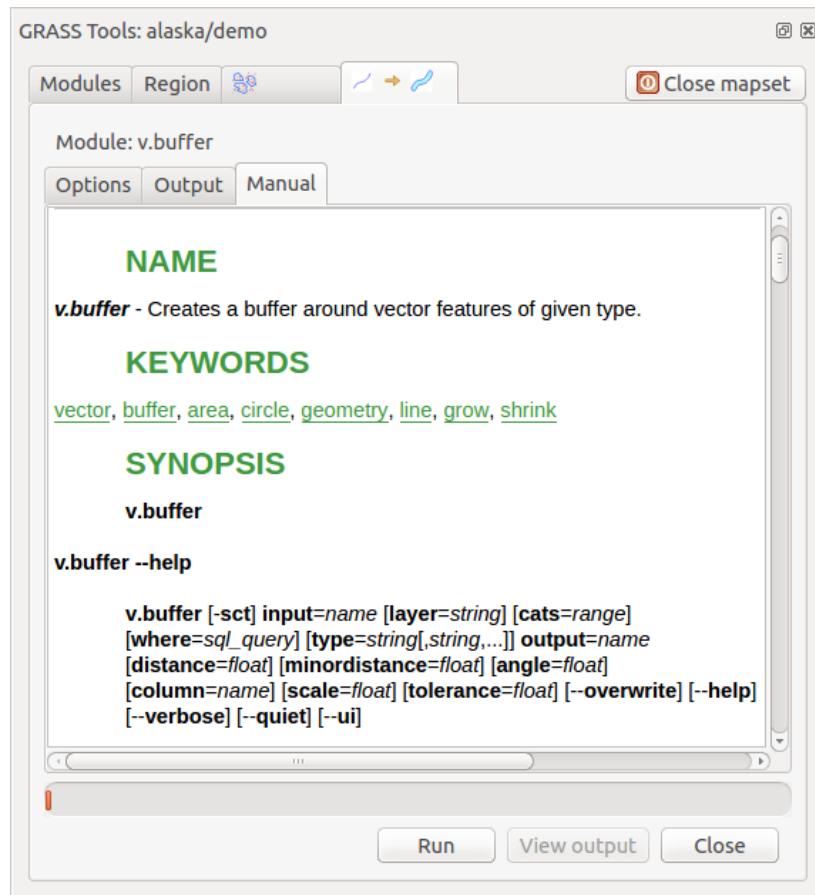 GRASS Tools: alaska/demo
Modules Region Close mapset
Module: v.buffer
Options Output Manual
NAME
v.buffer - Creates a buffer around vector features of given type.
KEYWORDS
vector, buffer, area, circle, geometry, line, grow, shrink
SYNOPSIS
v.buffer
v.buffer --help
v.buffer [-sct] input=name [layer=string] [cats=range]
[where=sql_query] [type=string[,string,...]] output=name
[distance=float] [minordistance=float] [angle=float]
[column=name] [scale=float] [tolerance=float] [--overwrite] [--help]
[--verbose] [--quiet] [--ui]
Run View output Close